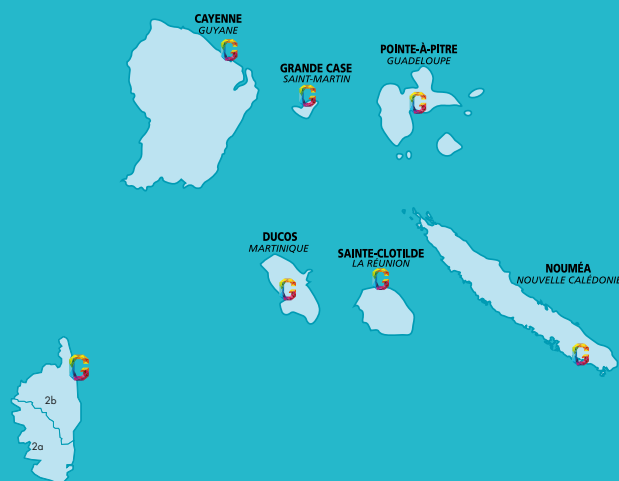 CAYENNE
GUYANE
G
GRANDE CASE
SAINT-MARTIN
G
POINTE-À-PITRE
GUADELOUPE
G
DUCOS
MARTINIQUE
G
SAINTE-CLOTILDE
LA RÉUNION
G
NOUMÉA
NOUVELLE CALÉDONIE
G
G
2b
2a